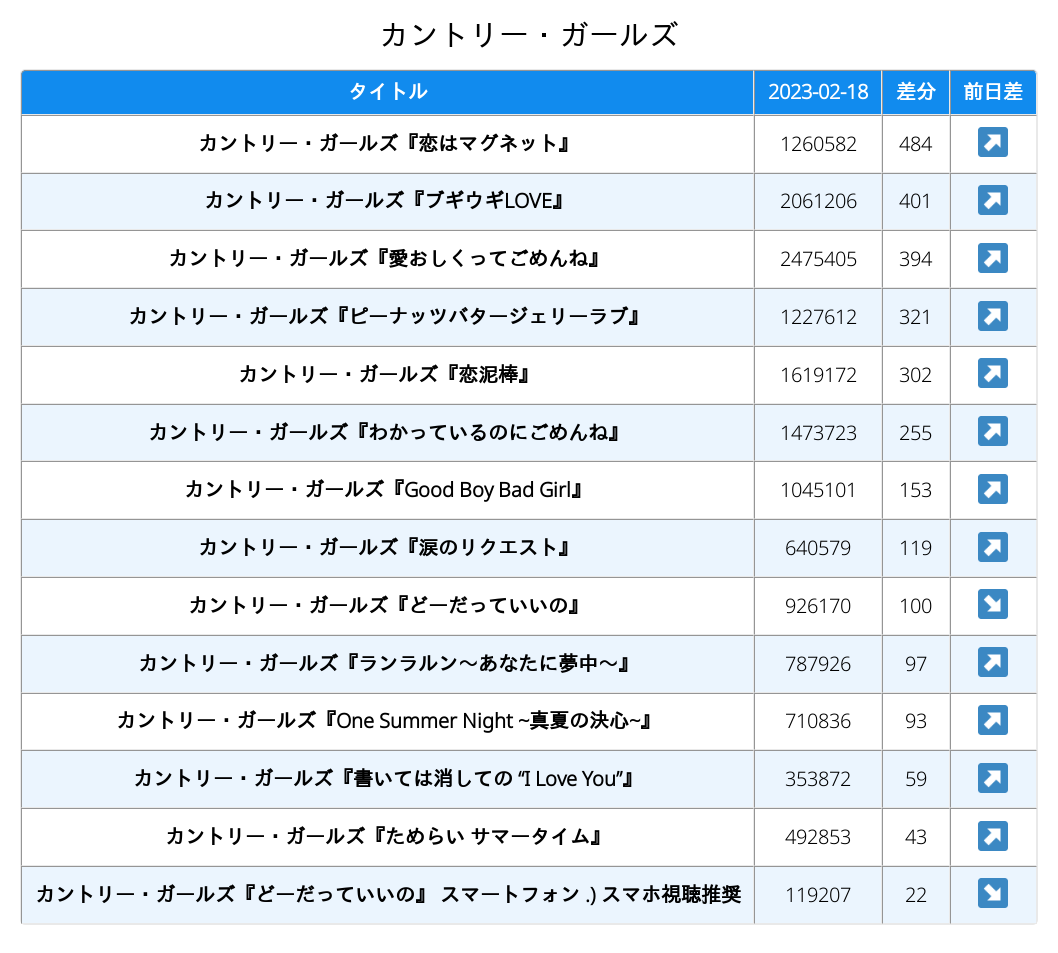 カントリー・ガールズ
タイトル 2023-02-18 差分 前日差
カントリー・ガールズ『恋はマグネット』 1260582 484 ↗
カントリー・ガールズ『ブギウギLOVE』 2061206 401 ↗
カントリー・ガールズ『愛おしくってごめんね』 2475405 394 ↗
カントリー・ガールズ『ピーナッツバタージェリーラブ』 1227612 321 ↗
カントリー・ガールズ『恋泥棒』 1619172 302 ↗
カントリー・ガールズ『わかっているのにごめんね』 1473723 255 ↗
カントリー・ガールズ『Good Boy Bad Girl』 1045101 153 ↗
カントリー・ガールズ『涙のリクエスト』 640579 119 ↗
カントリー・ガールズ『どーだっていいの』 926170 100 ↘
カントリー・ガールズ『ランラルン〜あなたに夢中〜』 787926 97 ↗
カントリー・ガールズ『One Summer Night ~真夏の決心~』 710836 93 ↗
カントリー・ガールズ『書いては消しての “I Love You”』 353872 59 ↗
カントリー・ガールズ『ためらい サマータイム』 492853 43 ↗
カントリー・ガールズ『どーだっていいの』 スマートフォン .) スマホ視聴推奨 119207 22 ↘